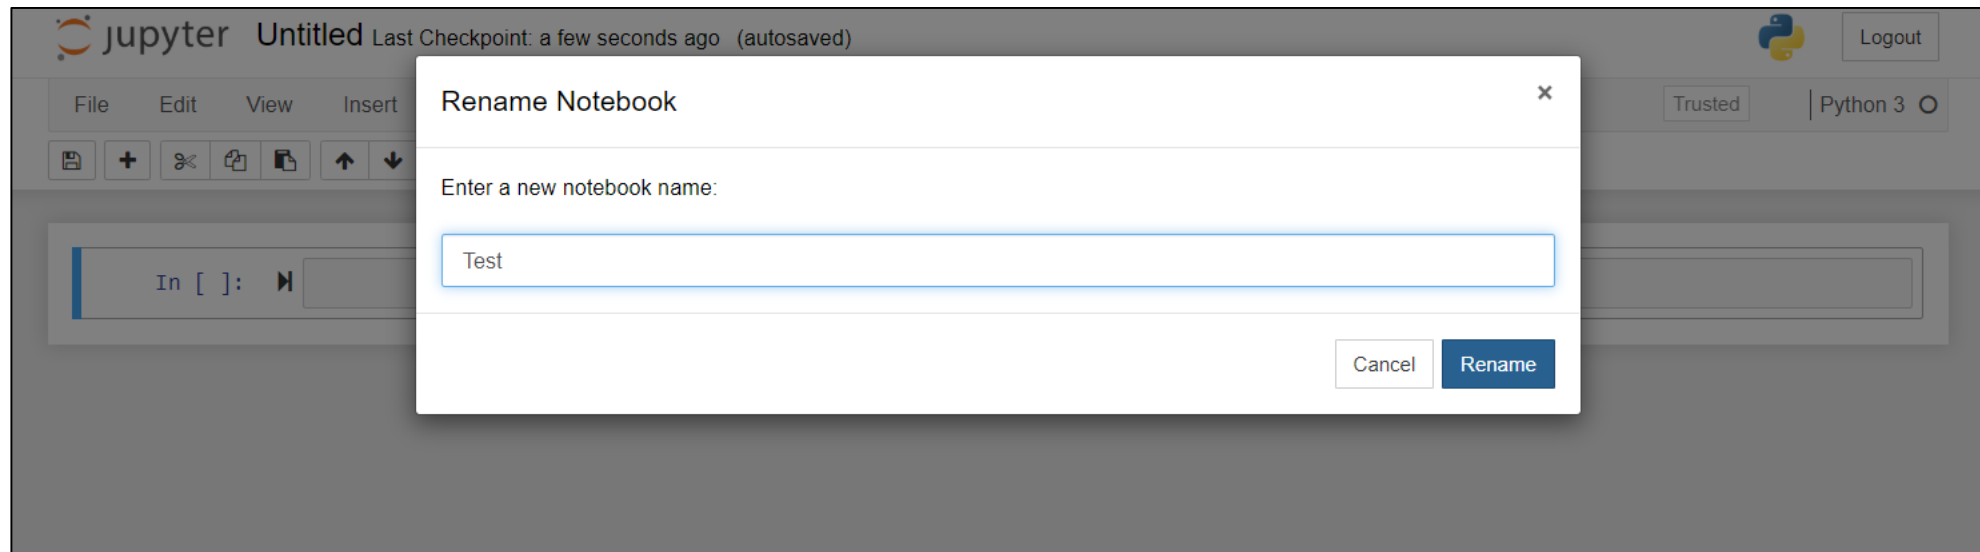 jupyter Untitled Last Checkpoint: a few seconds ago (autosaved) Logout
File Edit View Insert Trusted Python 3
Rename Notebook ×
Enter a new notebook name:
Test
In [ ]:
Cancel Rename